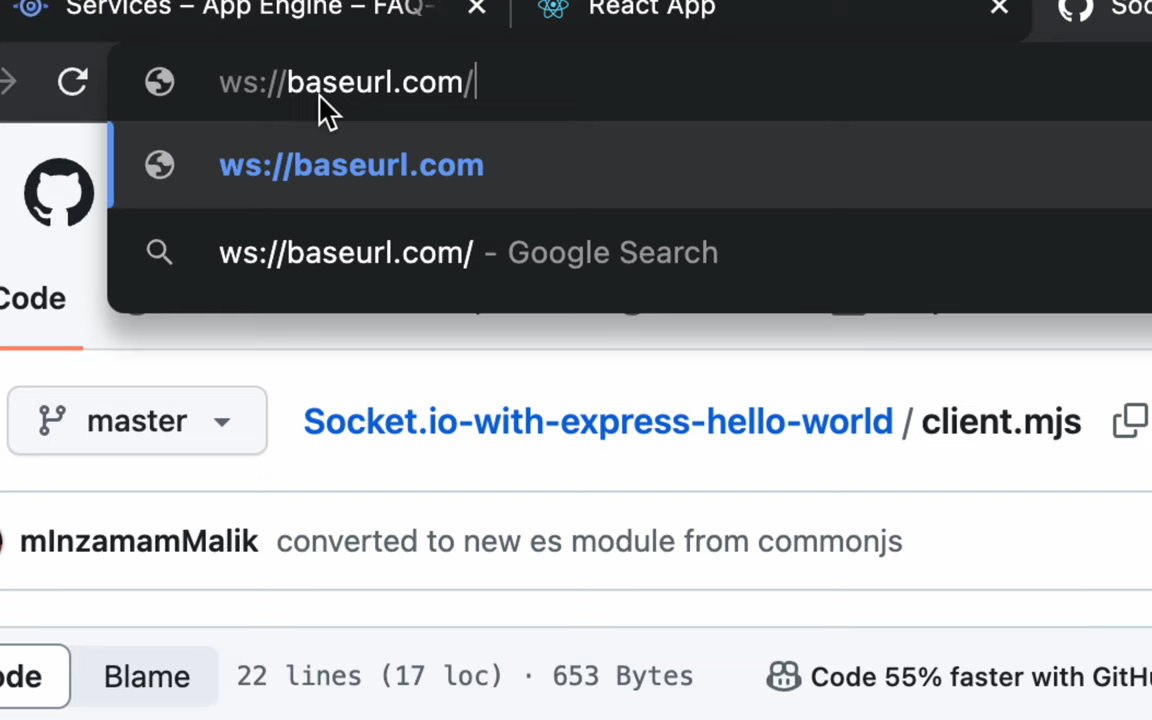 Services – App Engine – FAQ-
React App
Soc
ws://baseurl.com/
ws://baseurl.com
ws://baseurl.com/ - Google Search
Code
master
Socket.io-with-express-hello-world / client.mjs
mInzamamMalik converted to new es module from commonjs
ode
Blame
22 lines (17 loc) · 653 Bytes
Code 55% faster with GitHu